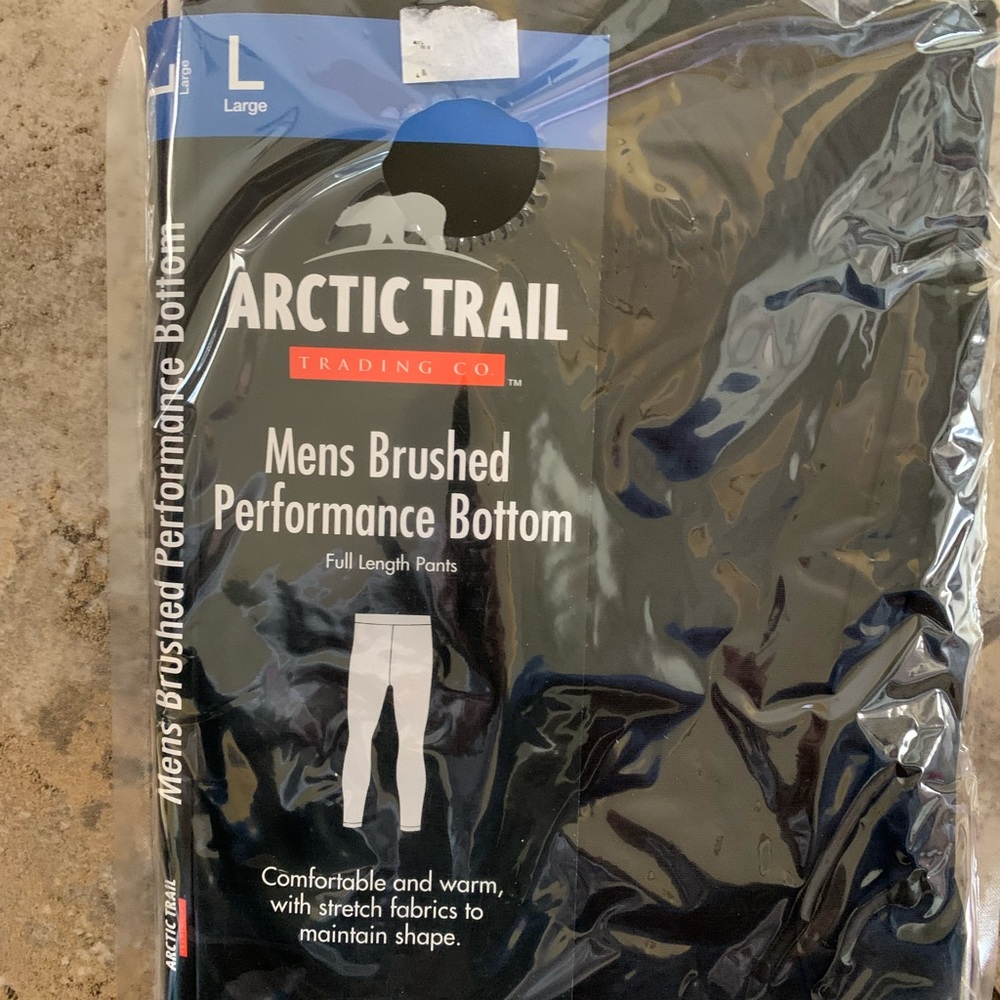 L
Large
L
Large
ARCTIC TRAIL
TRADING CO.
™
Mens Brushed
Performance Bottom
Full Length Pants
Comfortable and warm,
with stretch fabrics to
maintain shape.
Mens Brushed Performance Bottom
ARCTIC TRAIL